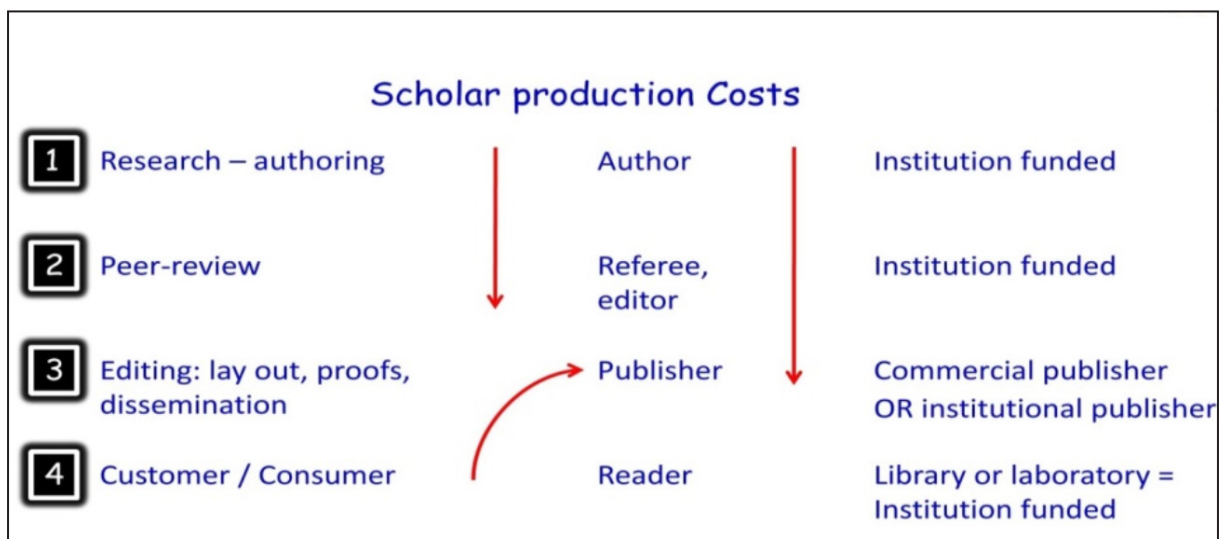 Scholar production Costs
1 Research – authoring Author Institution funded
2 Peer-review Referee, editor Institution funded
3 Editing: lay out, proofs, dissemination Publisher Commercial publisher OR institutional publisher
4 Customer / Consumer Reader Library or laboratory = Institution funded